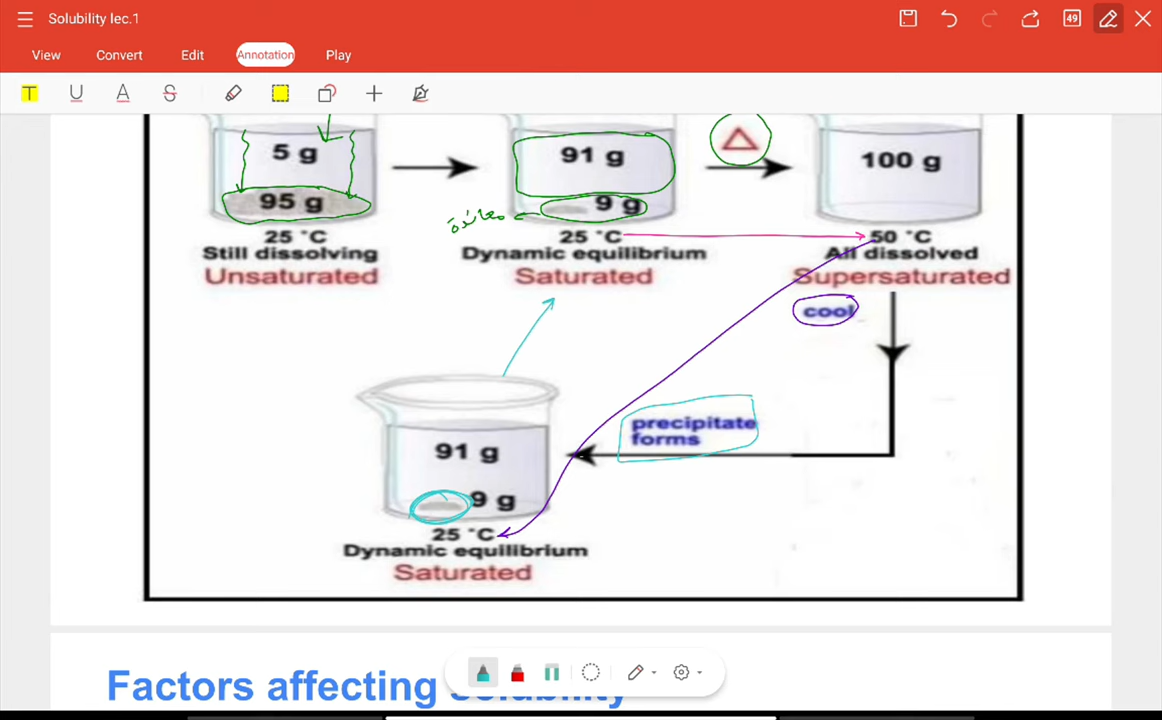 Solubility lec.1
49
View Convert Edit Annotation Play
T U A S
5 g
95 g
25 °C
Still dissolving
Unsaturated
91 g
9 g
25 °C
Dynamic equilibrium
Saturated
100 g
50 °C
All dissolved
Supersaturated
cool
precipitate
forms
91 g
9 g
25 °C
Dynamic equilibrium
Saturated
Factors affecting solubility